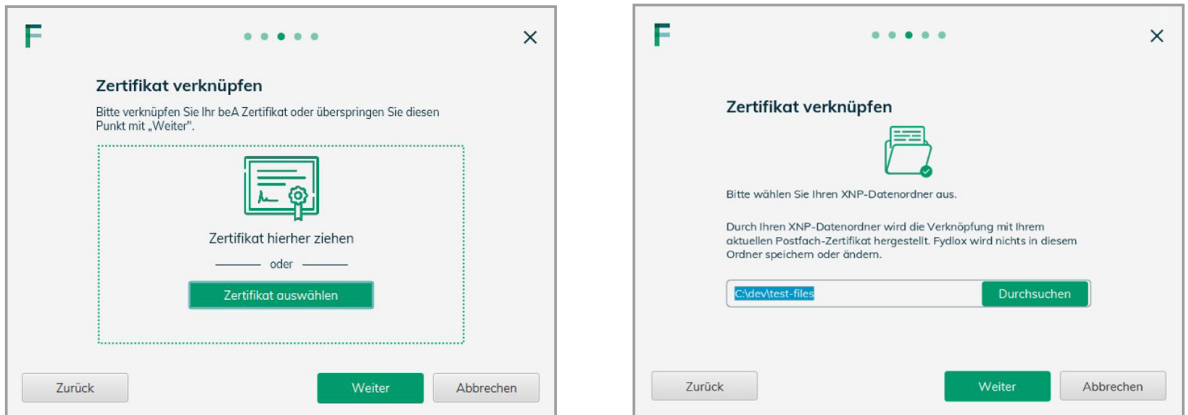 F
Zertifikat verknüpfen
Bitte verknüpfen Sie Ihr beA Zertifikat oder überspringen Sie diesen
Punkt mit „Weiter".
Zertifikat hierher ziehen
oder
Zertifikat auswählen
Zurück
Weiter
Abbrechen
F
Zertifikat verknüpfen
Bitte wählen Sie Ihren XNP-Datenordner aus.
Durch Ihren XNP-Datenordner wird die Verknüpfung mit Ihrem
aktuellen Postfach-Zertifikat hergestellt. Fydlox wird nichts in diesem
Ordner speichern oder ändern.
C:\dev\test-files
Durchsuchen
Zurück
Weiter
Abbrechen